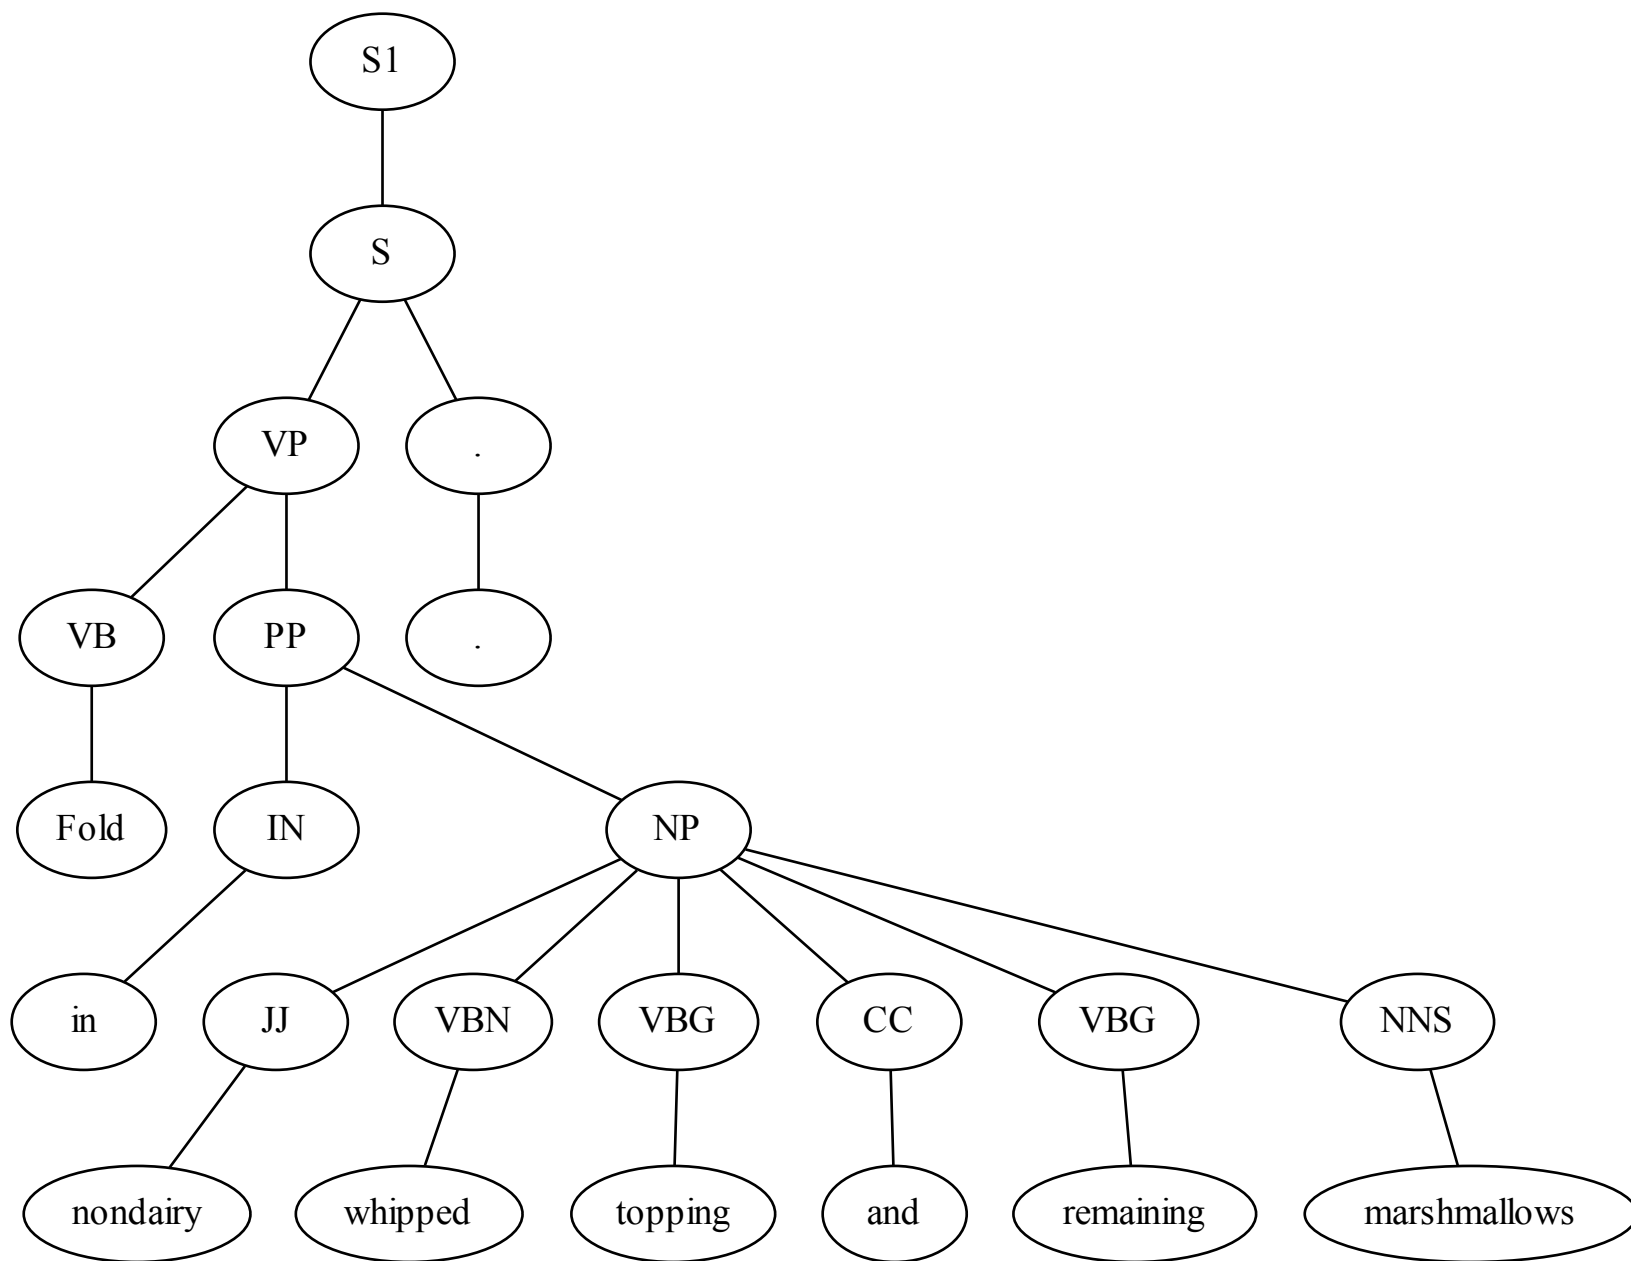 S1
S
VP .
VB PP .
Fold IN NP
in JJ VBN VBG CC VBG NNS
nondairy whipped topping and remaining marshmallows